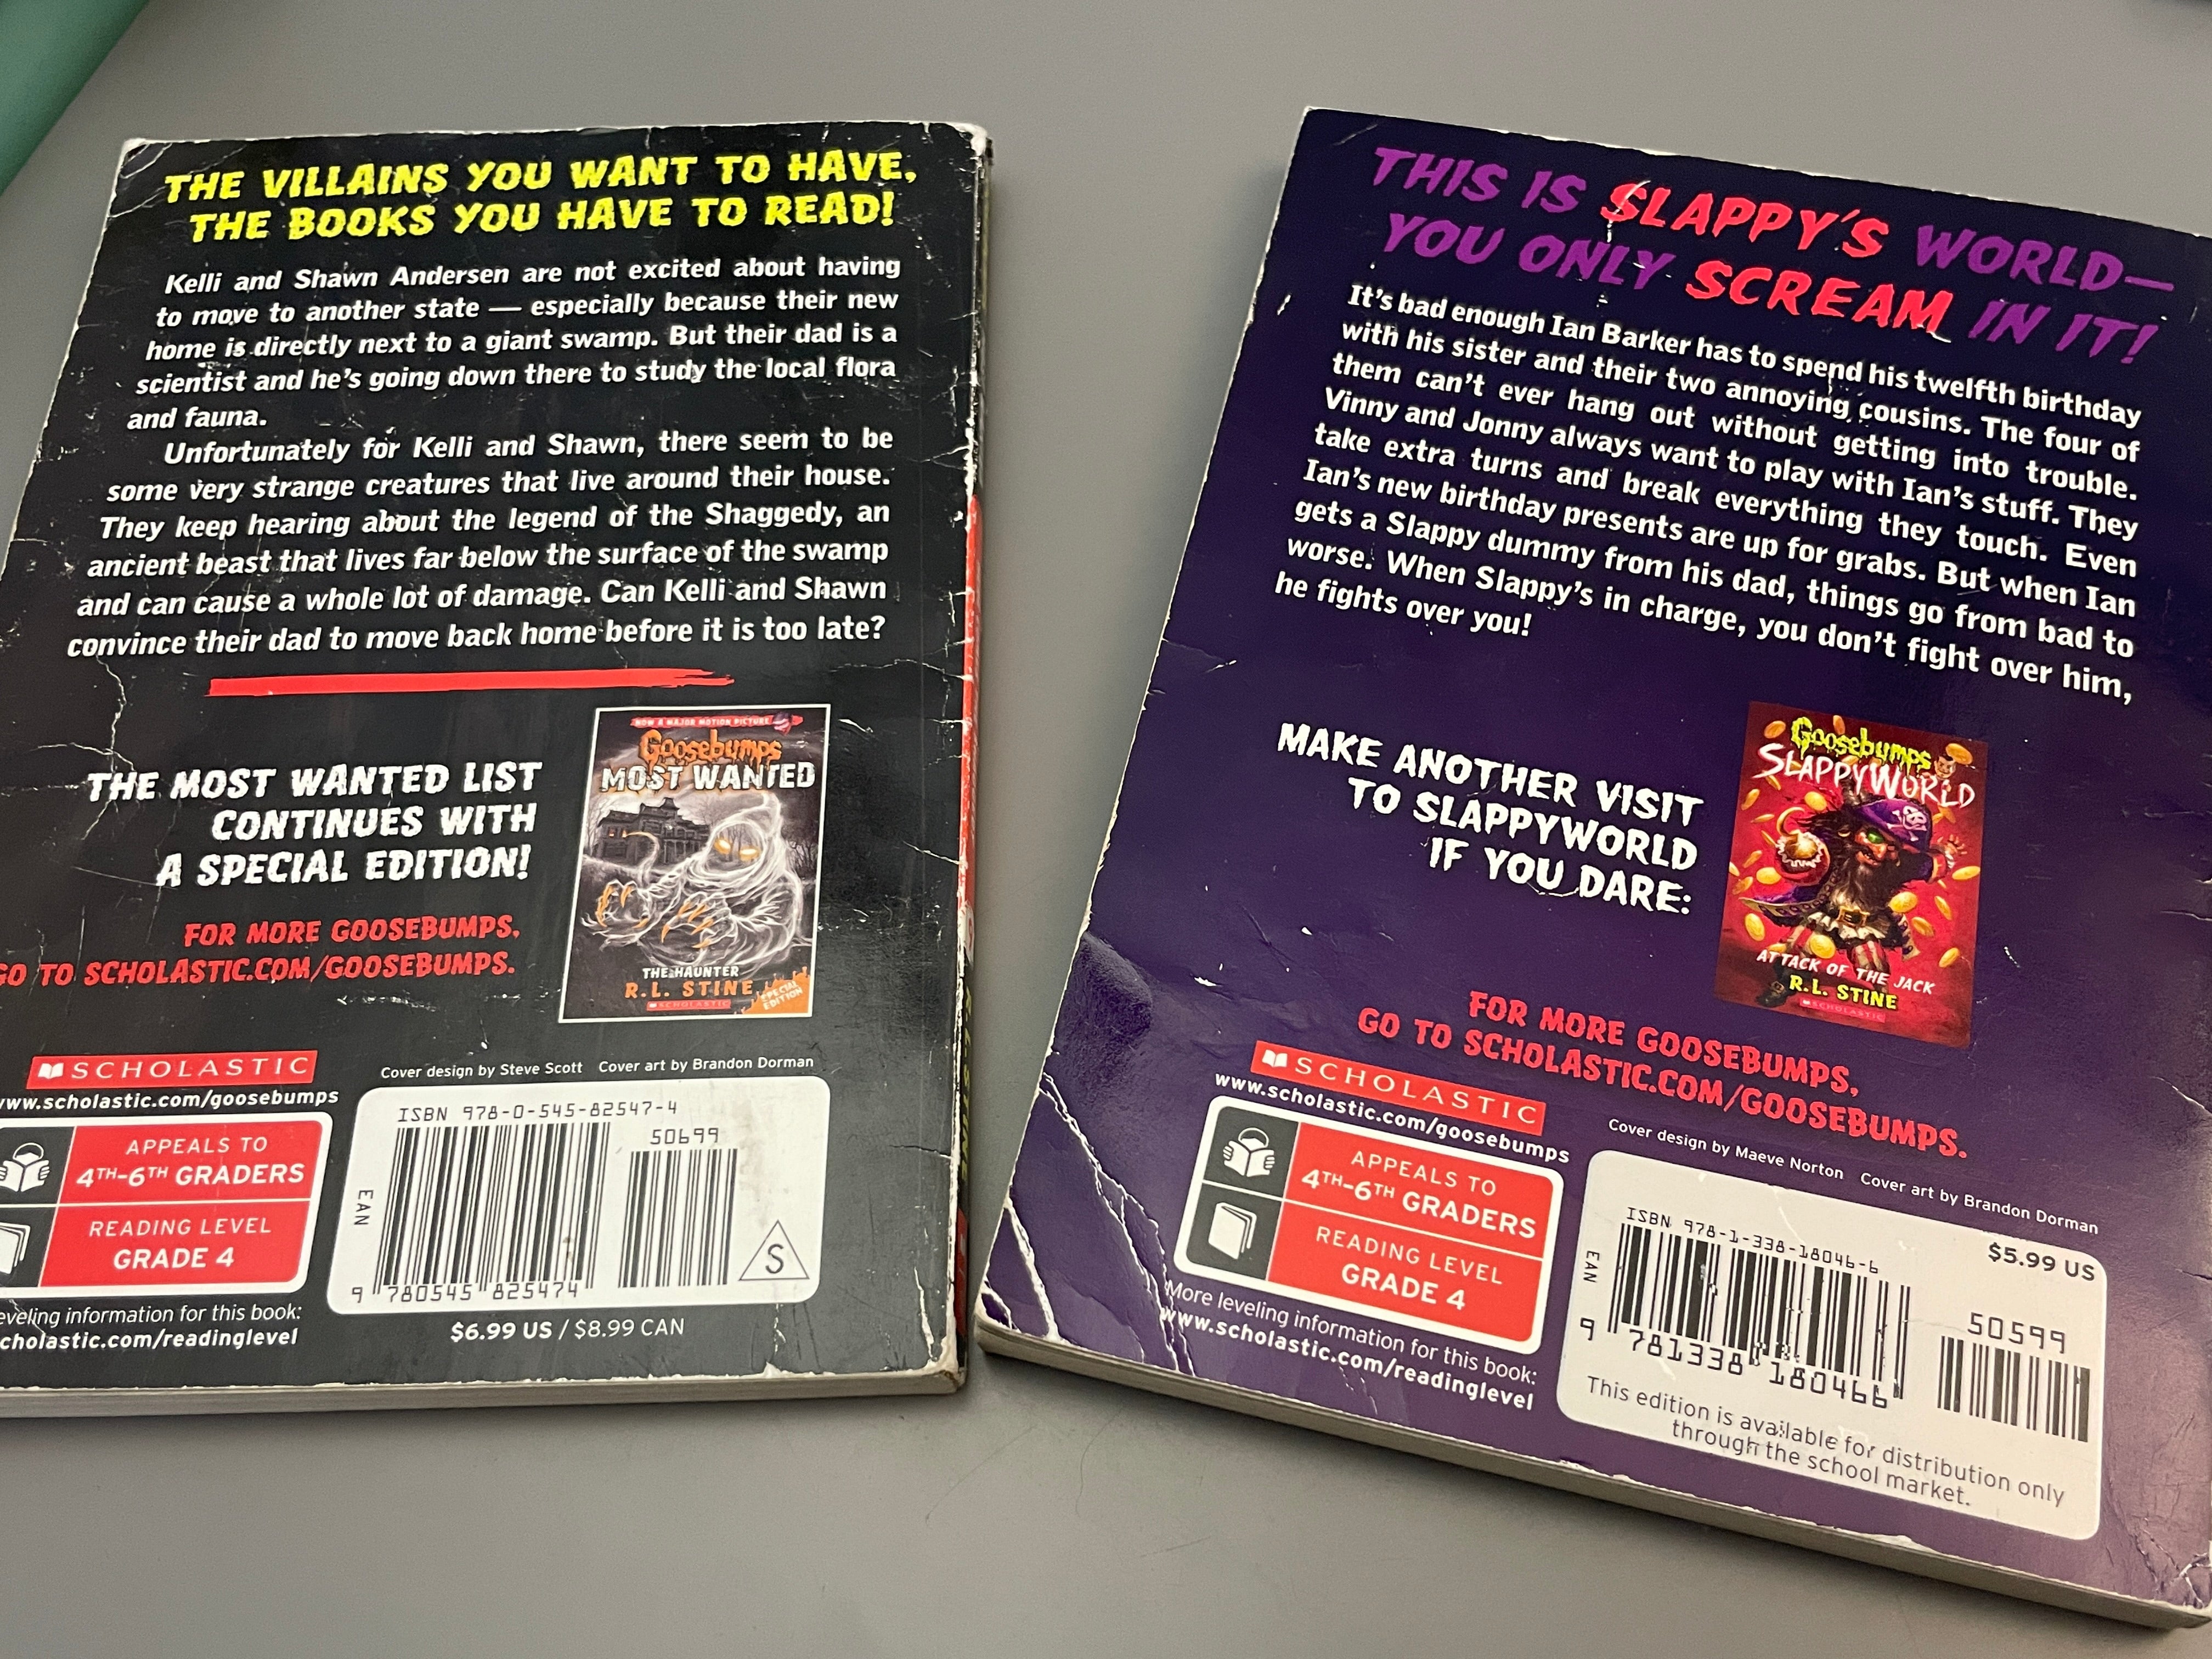 THE VILLAINS YOU WANT TO HAVE,
THE BOOKS YOU HAVE TO READ!
Kelli and Shawn Andersen are not excited about having
to move to another state — especially because their new
home is directly next to a giant swamp. But their dad is a
scientist and he's going down there to study the local flora
and fauna.
Unfortunately for Kelli and Shawn, there seem to be
some very strange creatures that live around their house.
They keep hearing about the legend of the Shaggedy, an
ancient beast that lives far below the surface of the swamp
and can cause a whole lot of damage. Can Kelli and Shawn
convince their dad to move back home before it is too late?
THE MOST WANTED LIST
CONTINUES WITH
A SPECIAL EDITION!
FOR MORE GOOSEBUMPS,
GO TO SCHOLASTIC.COM/GOOSEBUMPS.
NOW A MAJOR MOTION PICTURE
Goosebumps
MOST WANTED
THE HAUNTER
R.L. STINE
SPECIAL
EDITION
SCHOLASTIC
SCHOLASTIC
www.scholastic.com/goosebumps
Cover design by Steve Scott Cover art by Brandon Dorman
APPEALS TO
4TH–6TH GRADERS
READING LEVEL
GRADE 4
eveling information for this book:
cholastic.com/readinglevel
ISBN 978-0-545-82547-4
50699
EAN
S
9 780545 825474
$6.99 US / $8.99 CAN
THIS IS SLAPPY'S WORLD—
YOU ONLY SCREAM IN IT!
It's bad enough Ian Barker has to spend his twelfth birthday
with his sister and their two annoying cousins. The four of
them can't ever hang out without getting into trouble.
Vinny and Jonny always want to play with Ian's stuff. They
take extra turns and break everything they touch. Even
Ian's new birthday presents are up for grabs. But when Ian
gets a Slappy dummy from his dad, things go from bad to
worse. When Slappy's in charge, you don't fight over him,
he fights over you!
MAKE ANOTHER VISIT
TO SLAPPYWORLD
IF YOU DARE:
Goosebumps
SLAPPYWORLD
ATTACK OF THE JACK
R.L. STINE
SCHOLASTIC
FOR MORE GOOSEBUMPS,
GO TO SCHOLASTIC.COM/GOOSEBUMPS.
SCHOLASTIC
www.scholastic.com/goosebumps
Cover design by Maeve Norton Cover art by Brandon Dorman
APPEALS TO
4TH–6TH GRADERS
READING LEVEL
GRADE 4
More leveling information for this book:
www.scholastic.com/readinglevel
ISBN 978-1-338-18046-6
$5.99 US
50599
EAN
9 781338 180466
This edition is available for distribution only
through the school market.